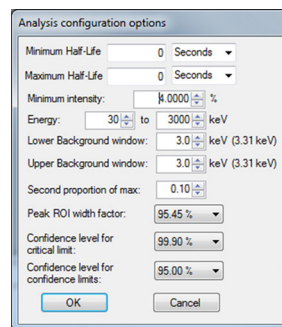 Analysis configuration options
Minimum Half-Life 0 Seconds
Maximum Half-Life 0 Seconds
Minimum intensity: 4.0000 %
Energy: 30 to 3000 keV
Lower Background window: 3.0 keV (3.31 keV)
Upper Background window: 3.0 keV (3.31 keV)
Second proportion of max: 0.10
Peak ROI width factor: 95.45 %
Confidence level for
critical limit: 99.90 %
Confidence level for
confidence limits: 95.00 %
OK Cancel